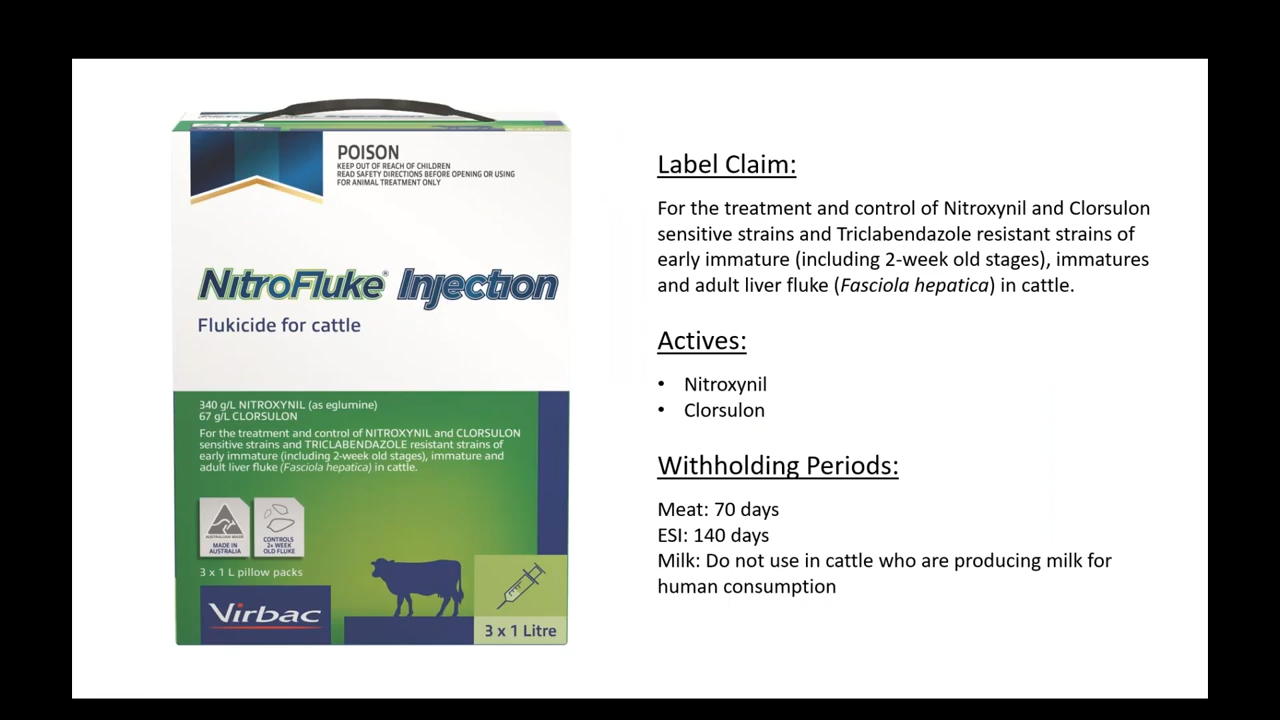 POISON
KEEP OUT OF REACH OF CHILDREN
READ SAFETY DIRECTIONS BEFORE OPENING OR USING
FOR ANIMAL TREATMENT ONLY
NitroFluke® Injection
Flukicide for cattle
340 g/L NITROXYNIL (as eglumine)
67 g/L CLORSULON
For the treatment and control of NITROXYNIL and CLORSULON
sensitive strains and TRICLABENDAZOLE resistant strains of
early immature (including 2-week old stages), immature and
adult liver fluke (Fasciola hepatica) in cattle.
MADE IN
AUSTRALIA
CONTROLS
2+ WEEK
OLD FLUKE
3 x 1 L pillow packs
Virbac
3 x 1 Litre
Label Claim:
For the treatment and control of Nitroxynil and Clorsulon
sensitive strains and Triclabendazole resistant strains of
early immature (including 2-week old stages), immatures
and adult liver fluke (Fasciola hepatica) in cattle.
Actives:
• Nitroxynil
• Clorsulon
Withholding Periods:
Meat: 70 days
ESI: 140 days
Milk: Do not use in cattle who are producing milk for
human consumption